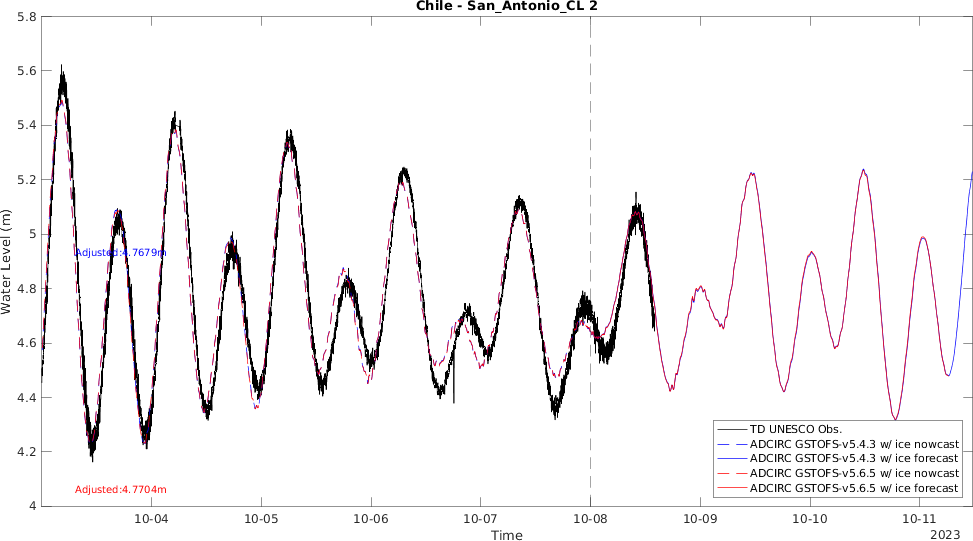 Chile - San_Antonio_CL 2
Water Level (m)
5.8
5.6
5.4
5.2
5
4.8
4.6
4.4
4.2
4
Adjusted:4.7679m
Adjusted:4.7704m
TD UNESCO Obs.
ADCIRC GSTOFS-v5.4.3 w/ ice nowcast
ADCIRC GSTOFS-v5.4.3 w/ ice forecast
ADCIRC GSTOFS-v5.6.5 w/ ice nowcast
ADCIRC GSTOFS-v5.6.5 w/ ice forecast
10-04 10-05 10-06 10-07 10-08 10-09 10-10 10-11
Time
2023